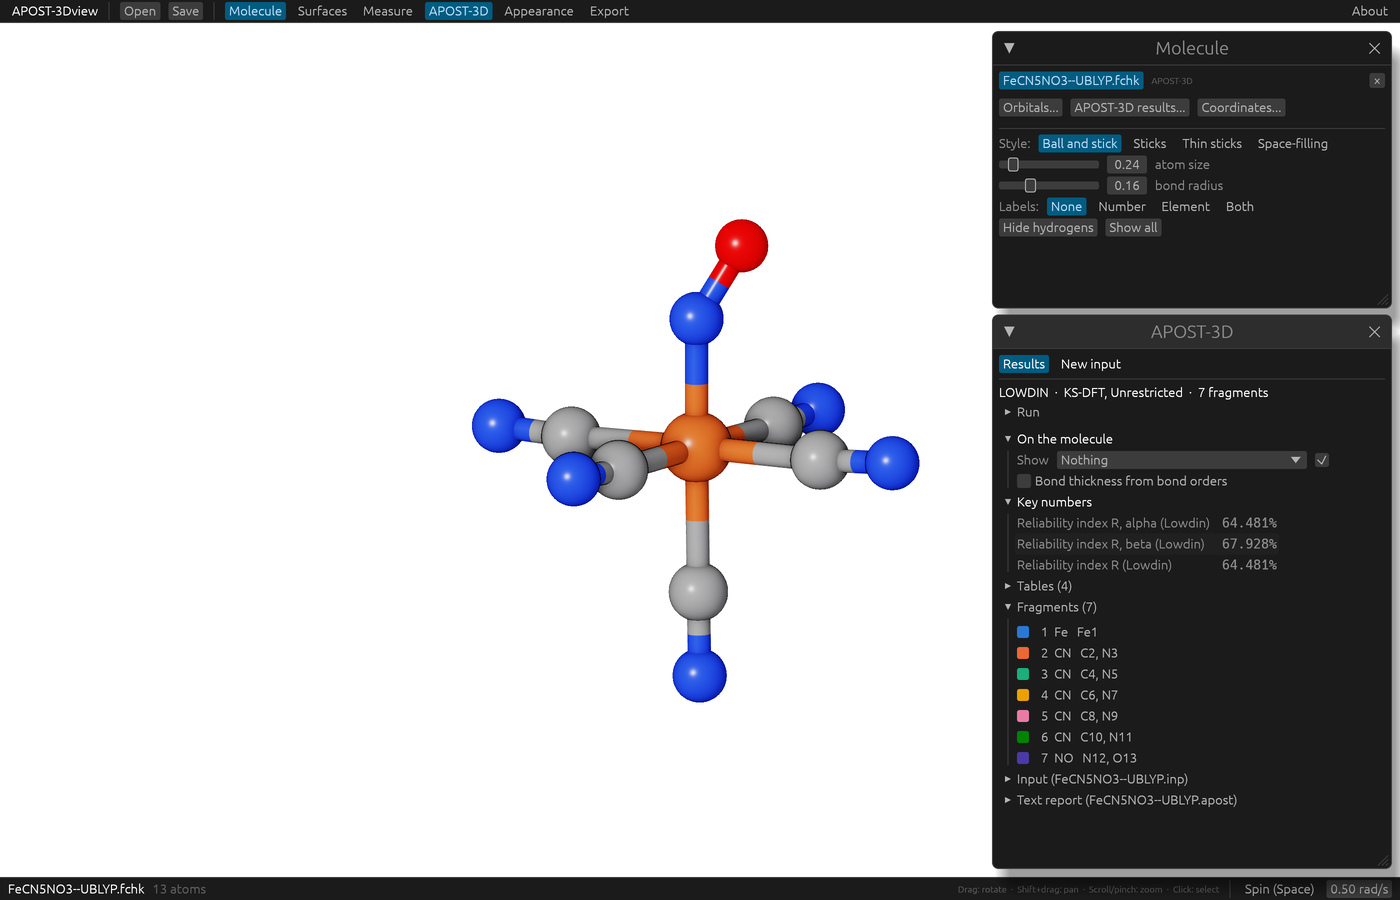 APOST-3Dview Open Save Molecule Surfaces Measure APOST-3D Appearance Export About
Molecule
FeCN5NO3--UBLYP.fchk APOST-3D x
Orbitals... APOST-3D results... Coordinates...
Style: Ball and stick Sticks Thin sticks Space-filling
0.24 atom size
0.16 bond radius
Labels: None Number Element Both
Hide hydrogens Show all
APOST-3D
Results New input
LOWDIN · KS-DFT, Unrestricted · 7 fragments
Run
On the molecule
Show Nothing
Bond thickness from bond orders
Key numbers
Reliability index R, alpha (Lowdin) 64.481%
Reliability index R, beta (Lowdin) 67.928%
Reliability index R (Lowdin) 64.481%
Tables (4)
Fragments (7)
1 Fe Fe1
2 CN C2, N3
3 CN C4, N5
4 CN C6, N7
5 CN C8, N9
6 CN C10, N11
7 NO N12, O13
Input (FeCN5NO3--UBLYP.inp)
Text report (FeCN5NO3--UBLYP.apost)
FeCN5NO3--UBLYP.fchk 13 atoms Drag: rotate · Shift+drag: pan · Scroll/pinch: zoom · Click: select Spin (Space) 0.50 rad/s